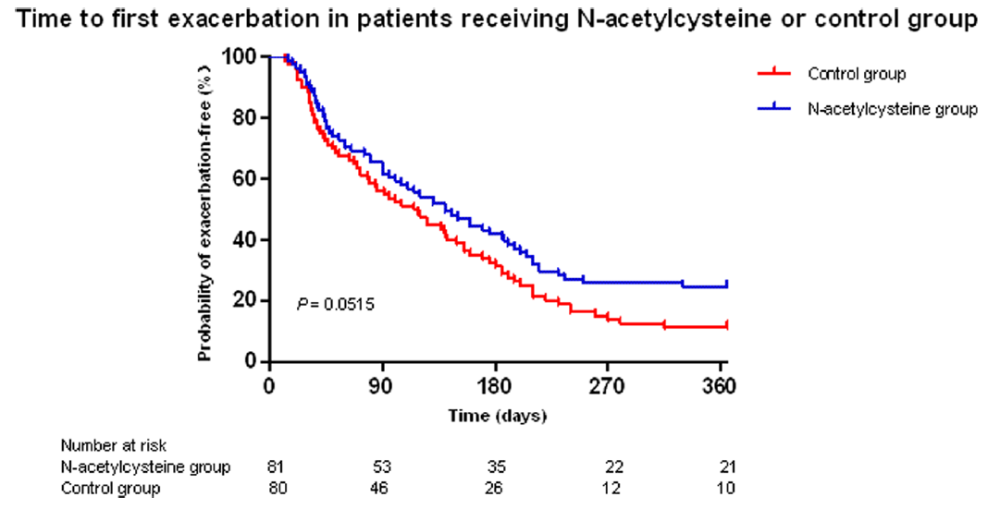 Time to first exacerbation in patients receiving N-acetylcysteine or control group
Probability of exacerbation-free (%)
100
80
60
40
20
0
Control group
N-acetylcysteine group
P = 0.0515
0 90 180 270 360
Time (days)
Number at risk
N-acetylcysteine group 81 53 35 22 21
Control group 80 46 26 12 10